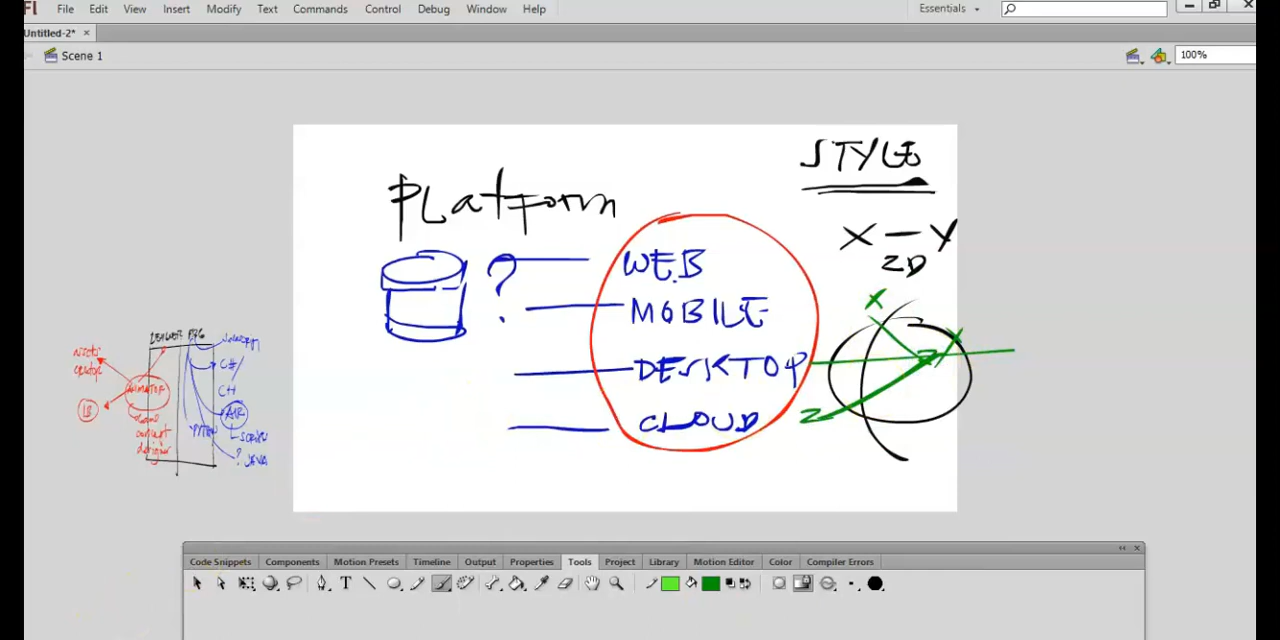 Fl File Edit View Insert Modify Text Commands Control Debug Window Help Essentials
Untitled-2* ×
Scene 1 100%
STYLE
PLatform
X — Y
2D
? WEB
MOBILE
DESKTOP
CLOUD
X Y
Z
Z
C#/
AIR
? JAVA
designer
Code Snippets Components Motion Presets Timeline Output Properties Tools Project Library Motion Editor Color Compiler Errors
T